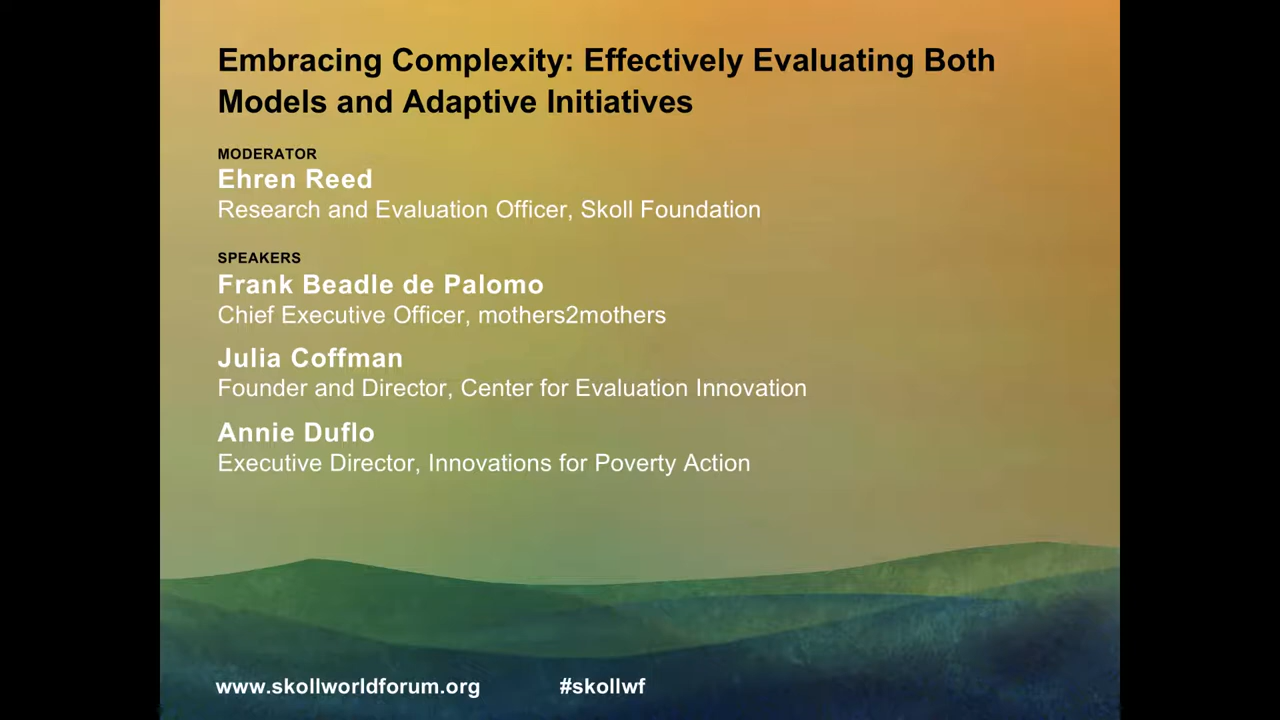 Embracing Complexity: Effectively Evaluating Both
Models and Adaptive Initiatives
MODERATOR
Ehren Reed
Research and Evaluation Officer, Skoll Foundation
SPEAKERS
Frank Beadle de Palomo
Chief Executive Officer, mothers2mothers
Julia Coffman
Founder and Director, Center for Evaluation Innovation
Annie Duflo
Executive Director, Innovations for Poverty Action
www.skollworldforum.org #skollwf